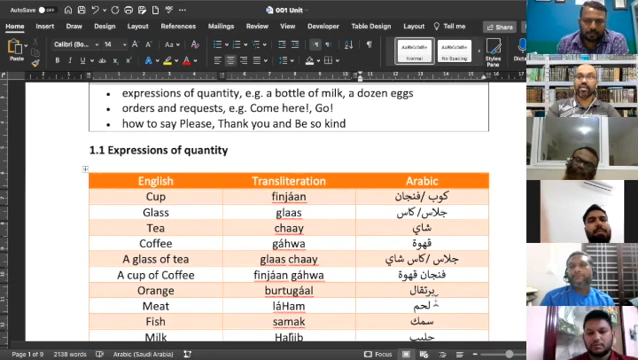 AutoSave
OFF
001 Unit
Home
Insert
Draw
Design
Layout
References
Mailings
Review
View
Developer
Table Design
Layout
Tell me
Share
Calibri (Bo...
14
Paste
Normal
No Spacing
Styles
Pane
• expressions of quantity, e.g. a bottle of milk, a dozen eggs
• orders and requests, e.g. Come here!, Go!
• how to say Please, Thank you and Be so kind
1.1 Expressions of quantity
English Transliteration Arabic
Cup finjáan كوب /فنجان
Glass glaas جلاس/كاس
Tea chaay شاي
Coffee gáhwa قهوة
A glass of tea glaas chaay جلاس /كاس شاي
A cup of Coffee finjáan gáhwa فنجان قهوة
Orange burtugáal برتقال
Meat láHam لحم
Fish samak سمك
Milk Haliib حليب
Page 1 of 9
2138 words
Arabic (Saudi Arabia)
Focus